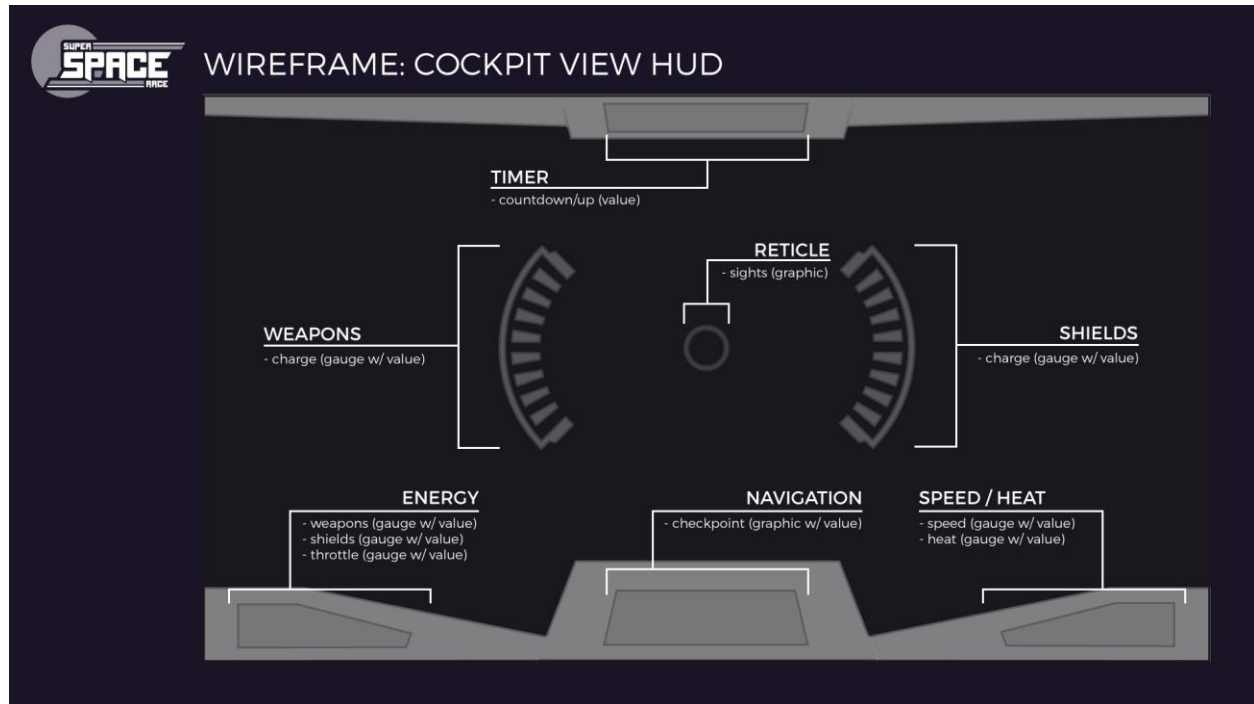 SUPER
SPACE
RACE
WIREFRAME: COCKPIT VIEW HUD
TIMER
- countdown/up (value)
RETICLE
- sights (graphic)
WEAPONS
- charge (gauge w/ value)
SHIELDS
- charge (gauge w/ value)
ENERGY
- weapons (gauge w/ value)
- shields (gauge w/ value)
- throttle (gauge w/ value)
NAVIGATION
- checkpoint (graphic w/ value)
SPEED / HEAT
- speed (gauge w/ value)
- heat (gauge w/ value)